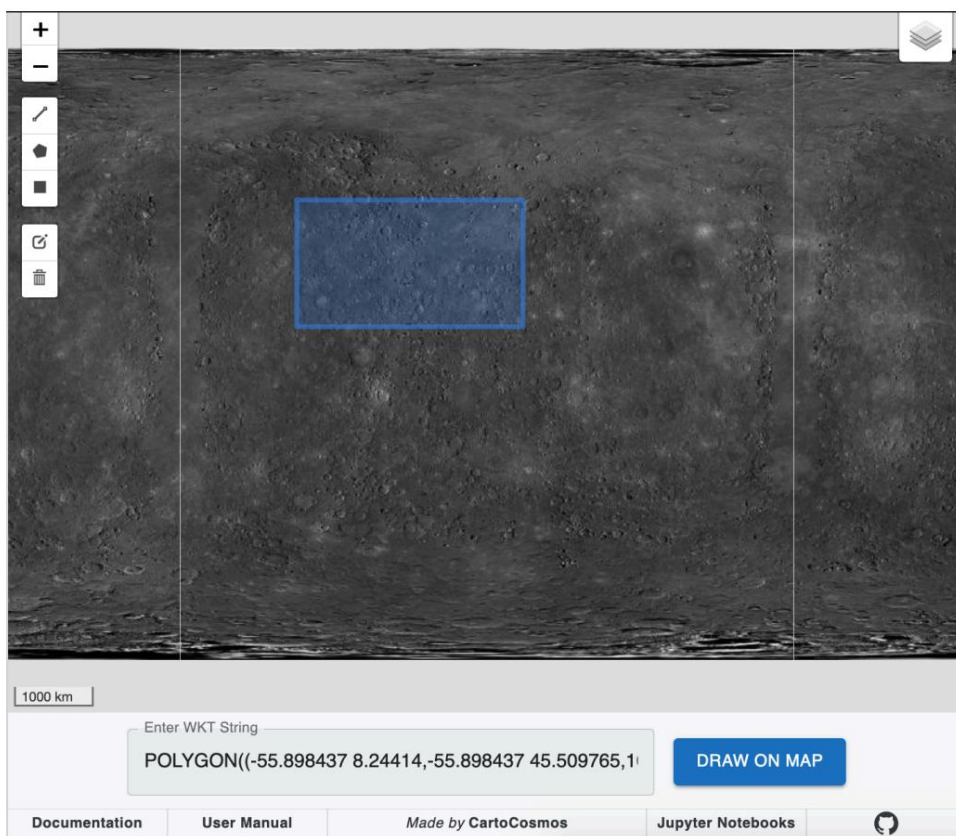 +
−
1000 km
Enter WKT String
POLYGON((-55.898437 8.24414,-55.898437 45.509765,1
DRAW ON MAP
Documentation User Manual Made by CartoCosmos Jupyter Notebooks